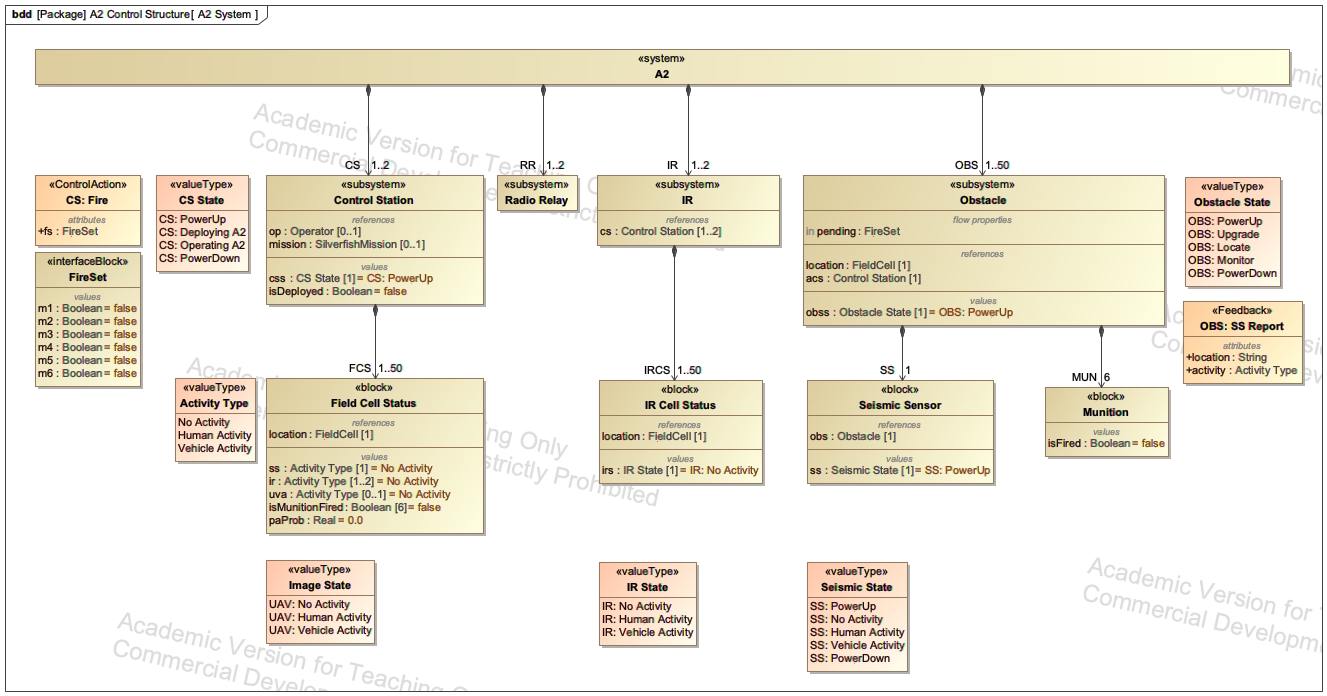 bdd [Package] A2 Control Structure[ A2 System ]
«system»
A2
CS 1..2
RR 1..2
IR 1..2
OBS 1..50
«ControlAction»
CS: Fire
attributes
+fs : FireSet
«interfaceBlock»
FireSet
values
m1 : Boolean = false
m2 : Boolean = false
m3 : Boolean = false
m4 : Boolean = false
m5 : Boolean = false
m6 : Boolean = false
«valueType»
CS State
CS: PowerUp
CS: Deploying A2
CS: Operating A2
CS: PowerDown
«subsystem»
Control Station
references
op : Operator [0..1]
mission : SilverfishMission [0..1]
values
css : CS State [1] = CS: PowerUp
isDeployed : Boolean = false
«subsystem»
Radio Relay
«subsystem»
IR
references
cs : Control Station [1..2]
«subsystem»
Obstacle
flow properties
in pending : FireSet
references
location : FieldCell [1]
acs : Control Station [1]
values
obss : Obstacle State [1] = OBS: PowerUp
«valueType»
Obstacle State
OBS: PowerUp
OBS: Upgrade
OBS: Locate
OBS: Monitor
OBS: PowerDown
«Feedback»
OBS: SS Report
attributes
+location : String
+activity : Activity Type
FCS 1..50
IRCS 1..50
SS 1
MUN 6
«valueType»
Activity Type
No Activity
Human Activity
Vehicle Activity
«block»
Field Cell Status
references
location : FieldCell [1]
values
ss : Activity Type [1] = No Activity
ir : Activity Type [1..2] = No Activity
uva : Activity Type [0..1] = No Activity
isMunitionFired : Boolean [6]= false
paProb : Real = 0.0
«block»
IR Cell Status
references
location : FieldCell [1]
values
irs : IR State [1] = IR: No Activity
«block»
Seismic Sensor
references
obs : Obstacle [1]
values
ss : Seismic State [1]= SS: PowerUp
«block»
Munition
values
isFired : Boolean = false
«valueType»
Image State
UAV: No Activity
UAV: Human Activity
UAV: Vehicle Activity
«valueType»
IR State
IR: No Activity
IR: Human Activity
IR: Vehicle Activity
«valueType»
Seismic State
SS: PowerUp
SS: No Activity
SS: Human Activity
SS: Vehicle Activity
SS: PowerDown
Academic Version for Teaching
Commercial
Academic Version for
Commercial
Academic Version for Teaching
Commercial